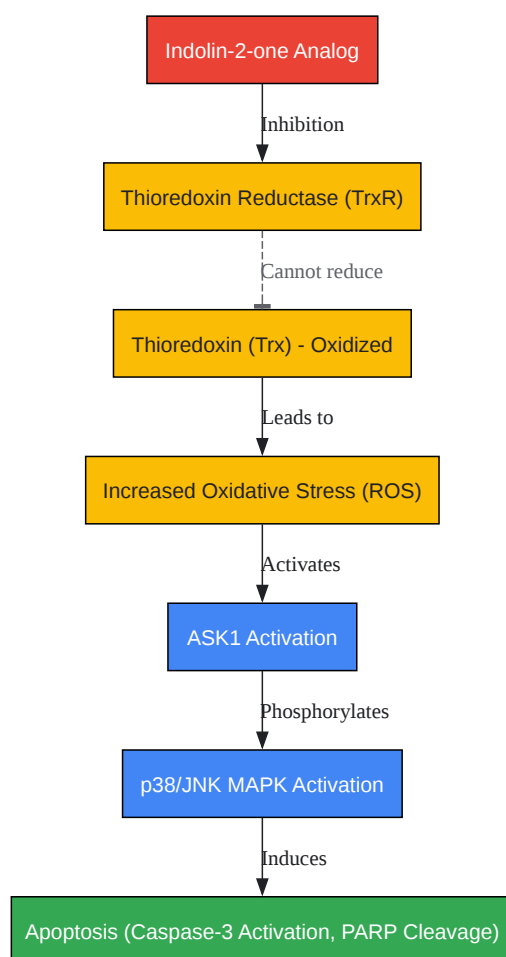 Indolin-2-one Analog
Inhibition
Thioredoxin Reductase (TrxR)
Cannot reduce
Thioredoxin (Trx) - Oxidized
Leads to
Increased Oxidative Stress (ROS)
Activates
ASK1 Activation
Phosphorylates
p38/JNK MAPK Activation
Induces
Apoptosis (Caspase-3 Activation, PARP Cleavage)